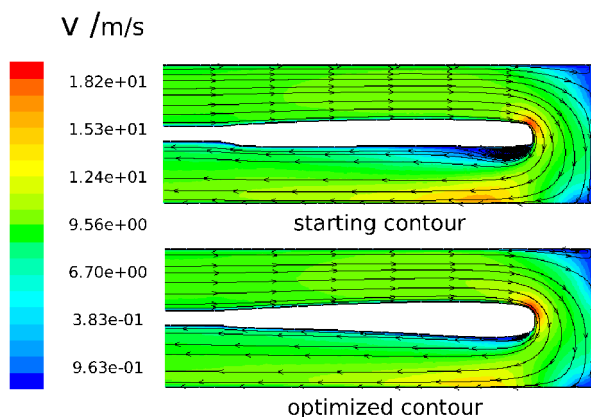 v /m/s
1.82e+01
1.53e+01
1.24e+01
9.56e+00
6.70e+00
3.83e-01
9.63e-01
starting contour
optimized contour